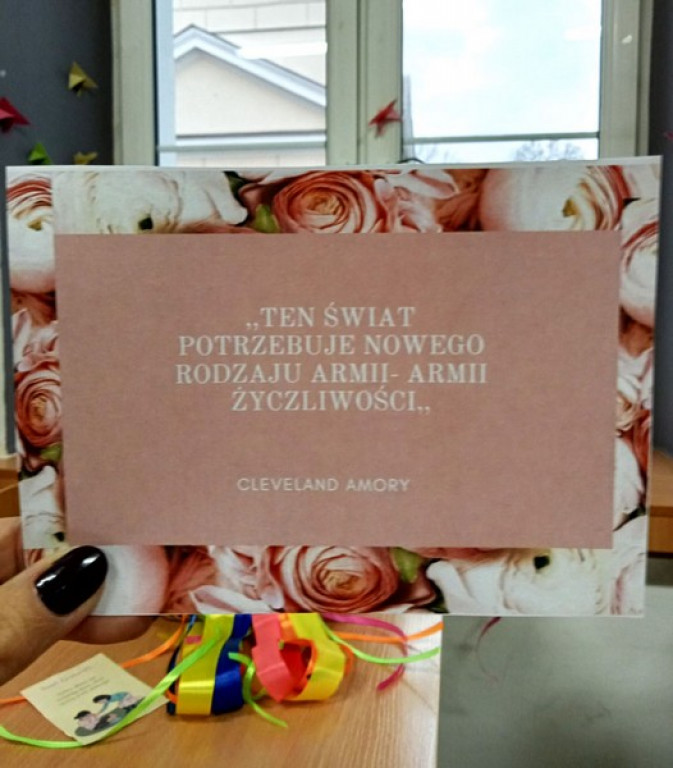 „TEN ŚWIAT
POTRZEBUJE NOWEGO
RODZAJU ARMII- ARMII
ŻYCZLIWOŚCI„
CLEVELAND AMORY